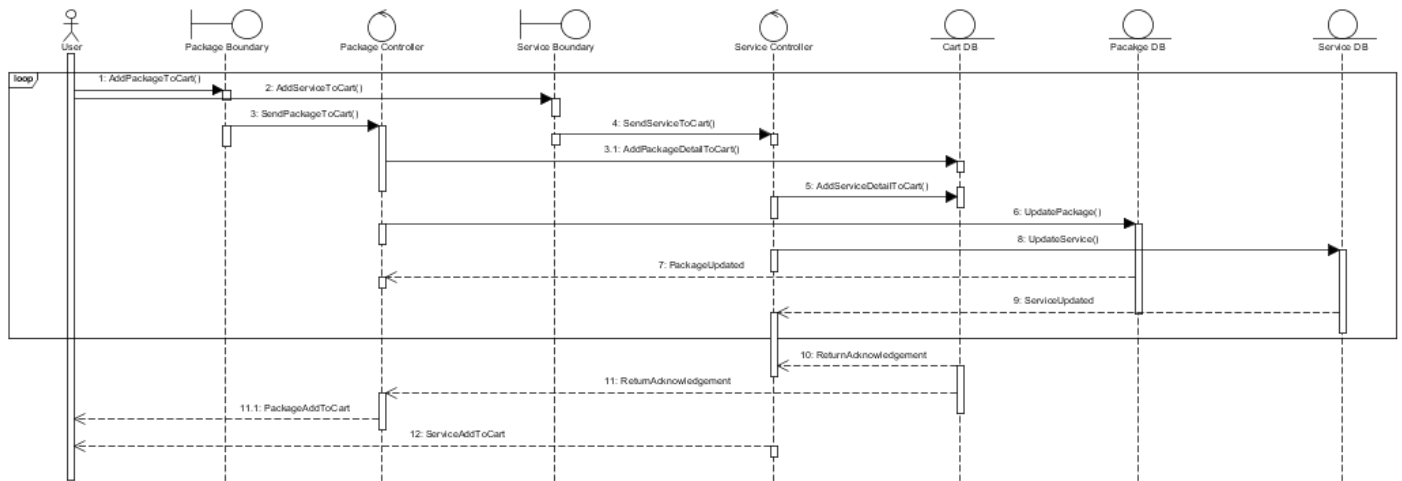 User
Package Boundary
Package Controller
Service Boundary
Service Controller
Cart DB
Pacakge DB
Service DB
loop
1: AddPackageToCart()
2: AddServiceToCart()
3: SendPackageToCart()
4: SendServiceToCart()
3.1: AddPackageDetailToCart()
5: AddServiceDetailToCart()
6: UpdatePackage()
8: UpdateService()
7: PackageUpdated
9: ServiceUpdated
10: ReturnAcknowledgement
11: ReturnAcknowledgement
11.1: PackageAddToCart
12: ServiceAddToCart